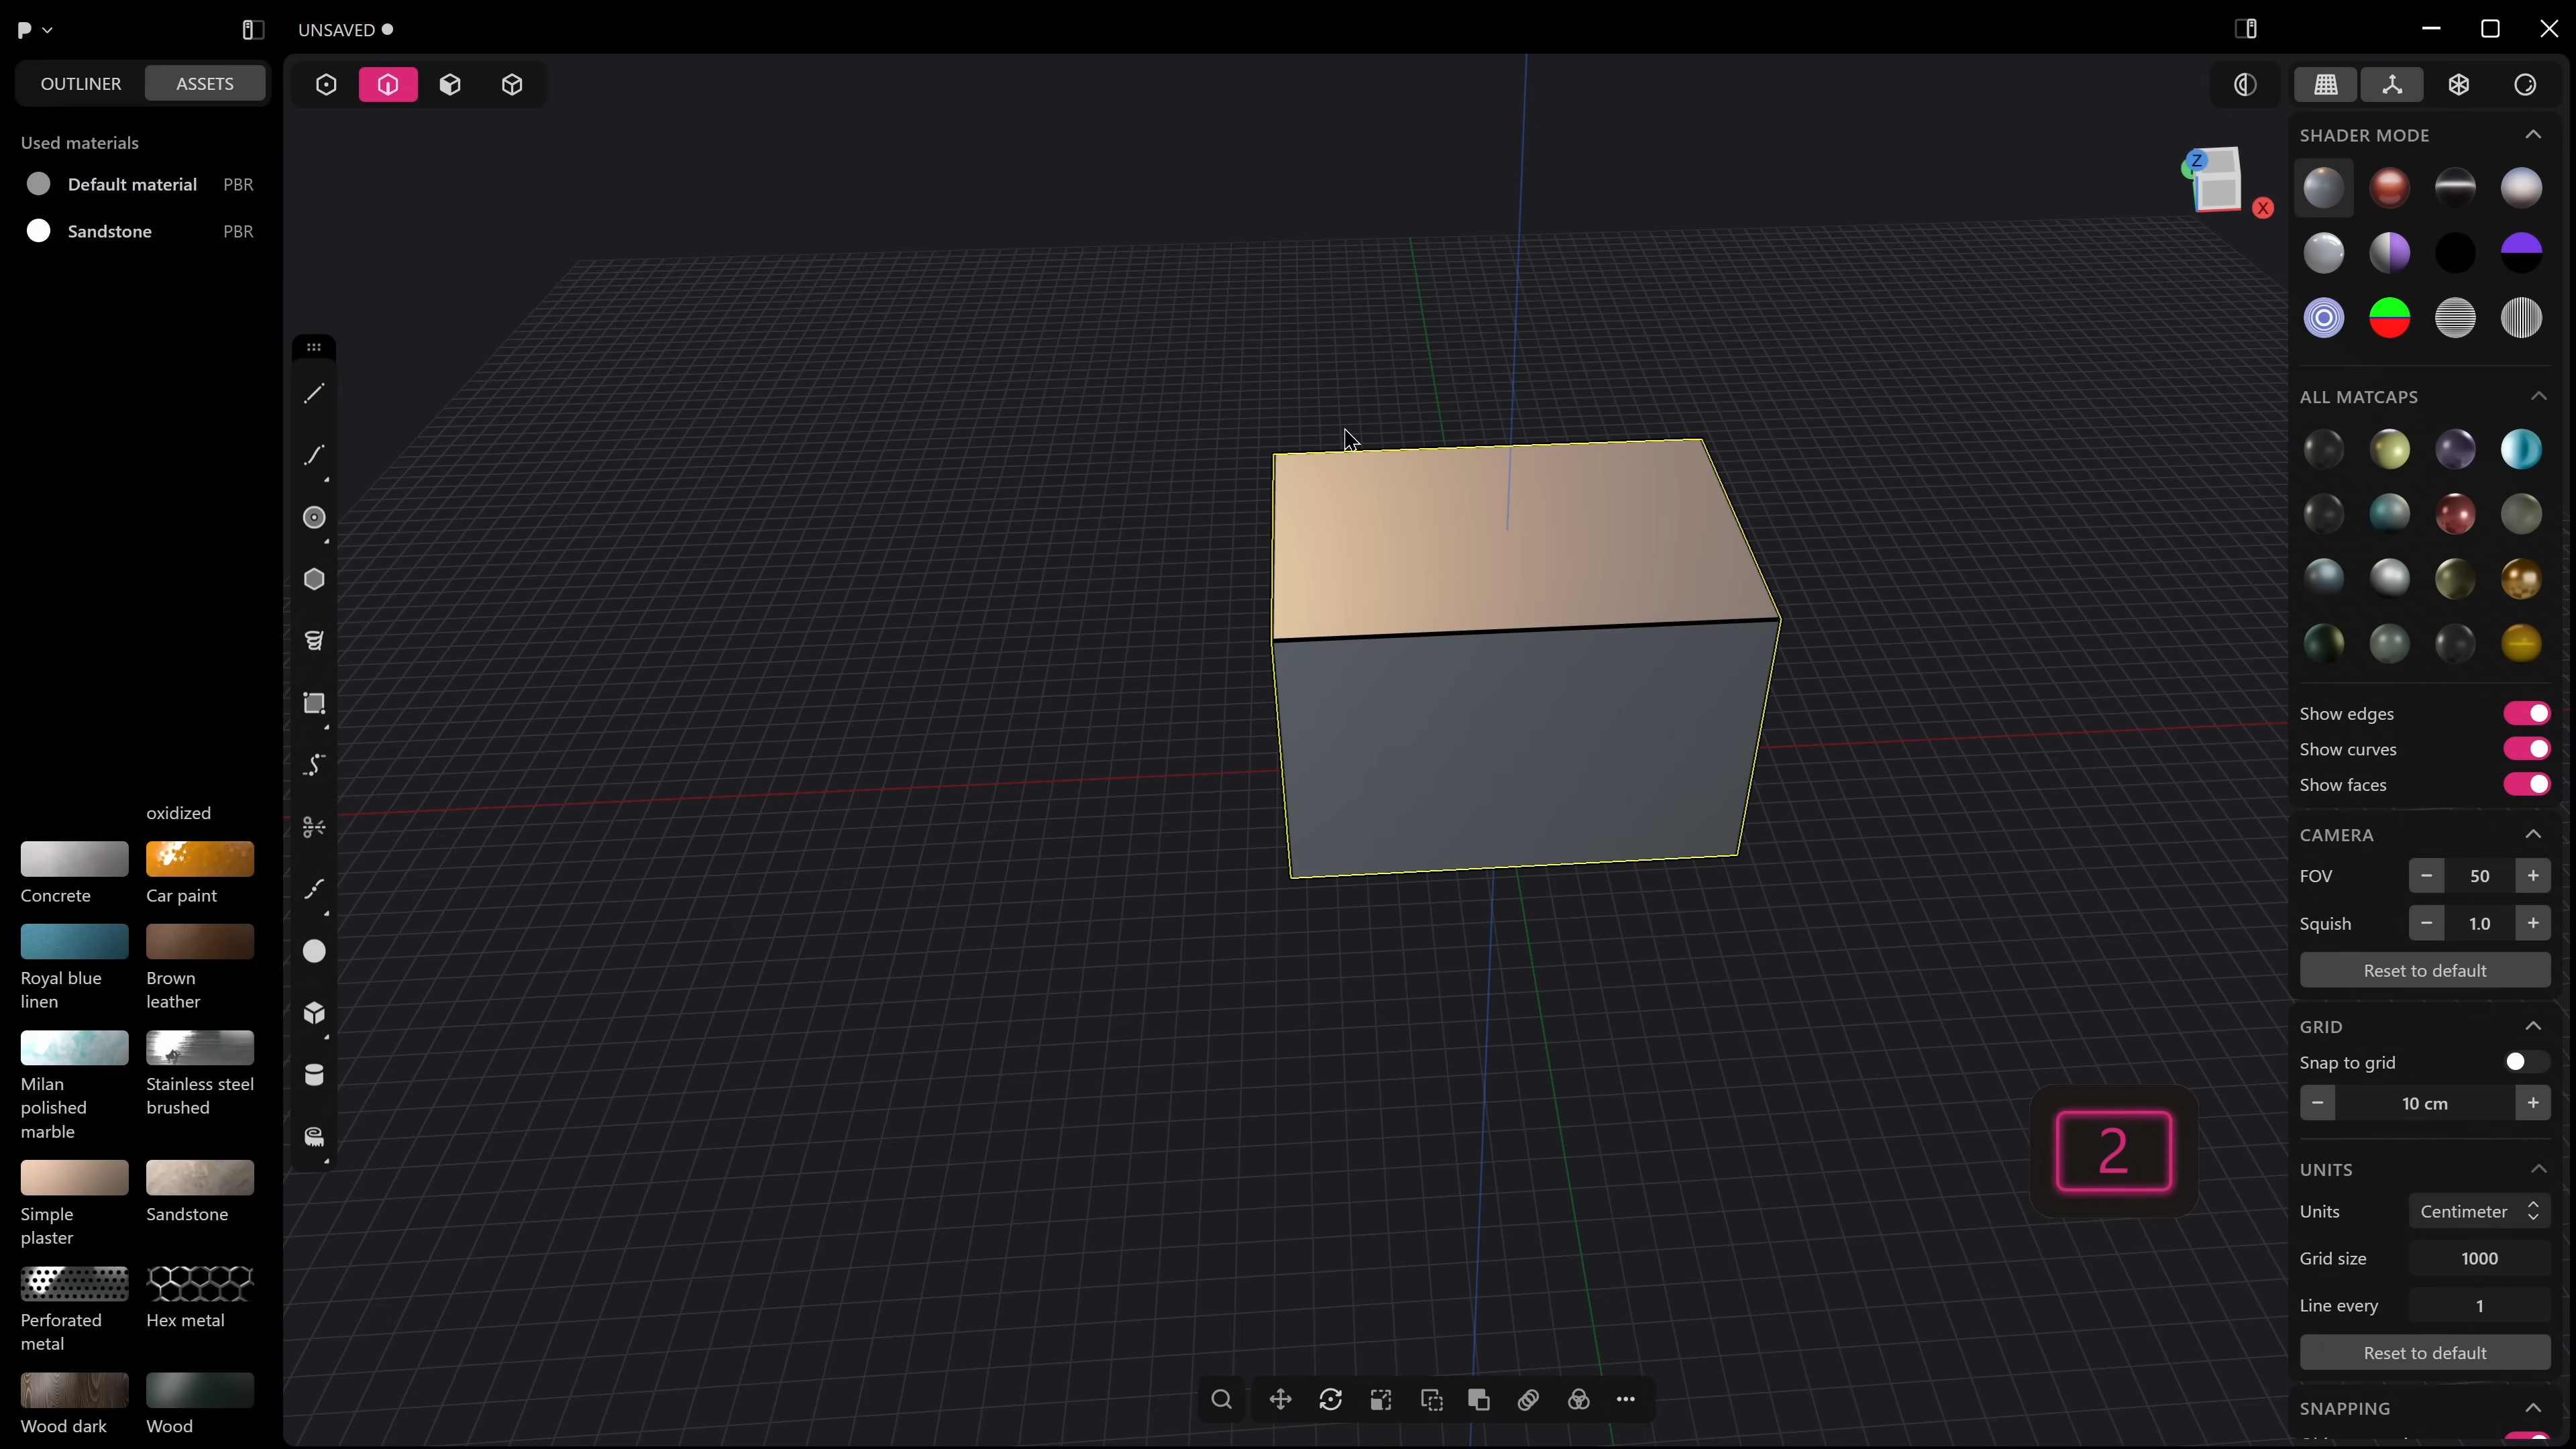 UNSAVED
OUTLINER
ASSETS
Used materials
Default material PBR
Sandstone PBR
oxidized
Concrete
Car paint
Royal blue
linen
Brown
leather
Milan
polished
marble
Stainless steel
brushed
Simple
plaster
Sandstone
Perforated
metal
Hex metal
Wood dark
Wood
Z
X
2
SHADER MODE
ALL MATCAPS
Show edges
Show curves
Show faces
CAMERA
FOV − 50 +
Squish − 1.0 +
Reset to default
GRID
Snap to grid
− 10 cm +
UNITS
Units Centimeter
Grid size 1000
Line every 1
Reset to default
SNAPPING